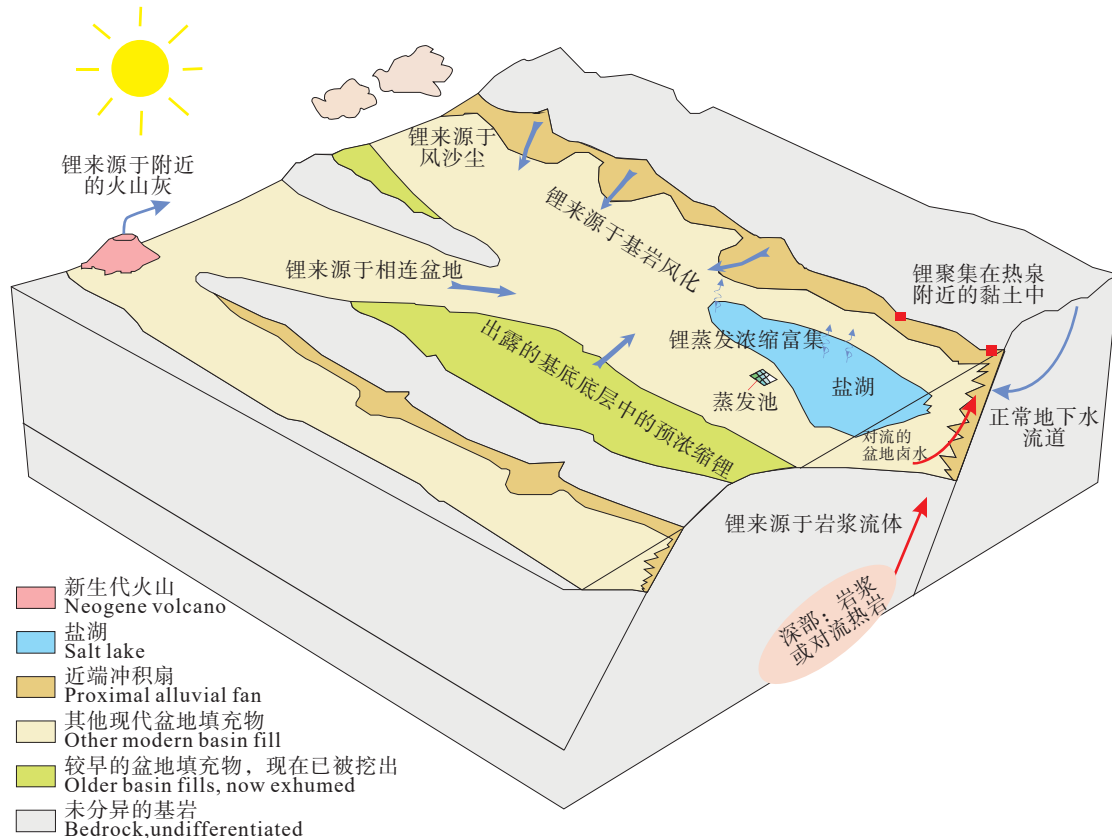 锂来源于附近
的火山灰
锂来源于
风沙尘
锂来源于基岩风化
锂来源于相连盆地
锂聚集在热泉
附近的黏土中
锂蒸发浓缩富集
出露的基底底层中的预浓缩锂
蒸发池
盐湖
正常地下水
流道
对流的
盆地卤水
锂来源于岩浆流体
深部：岩浆
或对流热岩
新生代火山
Neogene volcano
盐湖
Salt lake
近端冲积扇
Proximal alluvial fan
其他现代盆地填充物
Other modern basin fill
较早的盆地填充物，现在已被挖出
Older basin fills, now exhumed
未分异的基岩
Bedrock,undifferentiated